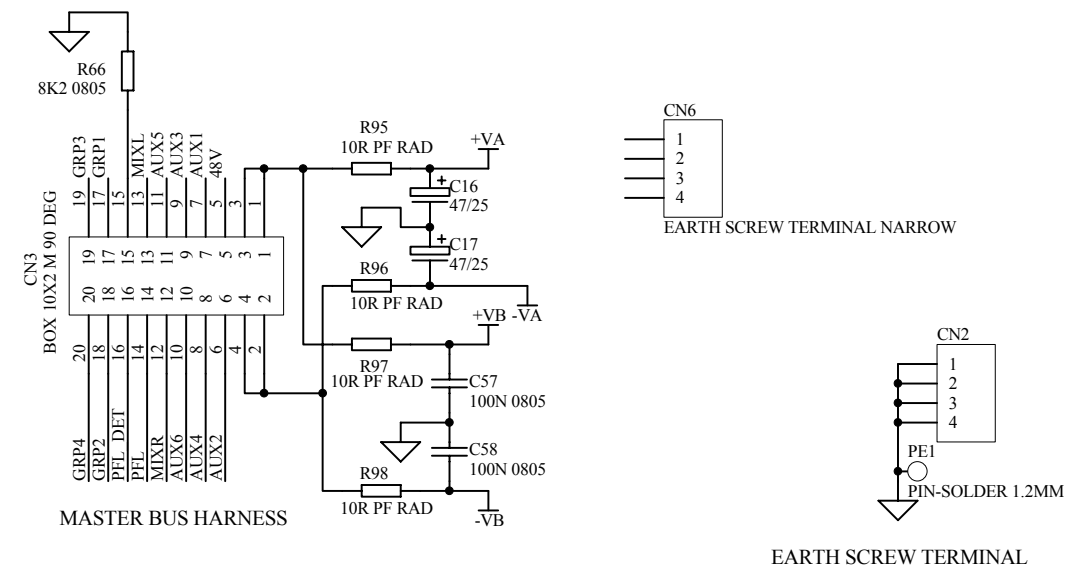 R66
8K2 0805
GRP3
GRP1
MIXL
AUX5
AUX3
AUX1
48V
19
17
15
13
11
9
7
5
3
1
CN3
BOX 10X2 M 90 DEG
19
17
15
13
11
9
7
5
3
1
20
18
16
14
12
10
8
6
4
2
20
18
16
14
12
10
8
6
4
2
GRP4
GRP2
PFL DET
PFL
MIXR
AUX6
AUX4
AUX2
MASTER BUS HARNESS
R95
10R PF RAD
+VA
+
C16
47/25
+
C17
47/25
R96
10R PF RAD
-VA
+VB
R97
10R PF RAD
C57
100N 0805
C58
100N 0805
R98
10R PF RAD
-VB
CN6
1
2
3
4
EARTH SCREW TERMINAL NARROW
CN2
1
2
3
4
PE1
PIN-SOLDER 1.2MM
EARTH SCREW TERMINAL